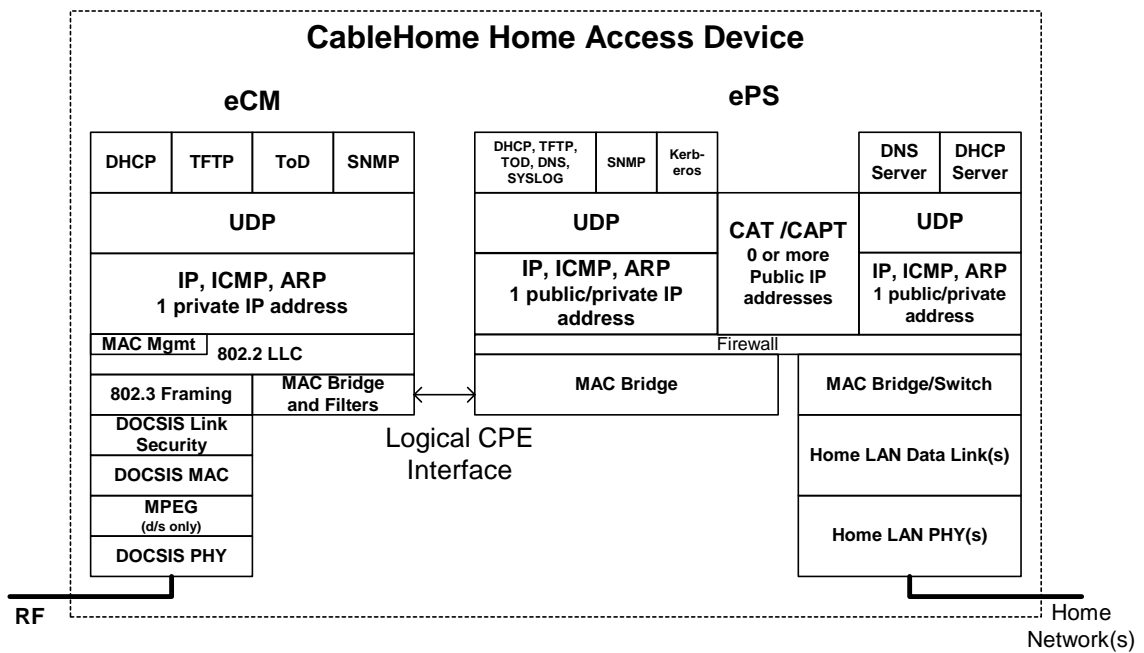 CableHome Home Access Device
eCM
ePS
DHCP
TFTP
ToD
SNMP
UDP
IP, ICMP, ARP
1 private IP address
MAC Mgmt
802.2 LLC
802.3 Framing
MAC Bridge
and Filters
DOCSIS Link
Security
DOCSIS MAC
MPEG
(d/s only)
DOCSIS PHY
RF
Logical CPE
Interface
DHCP, TFTP,
TOD, DNS,
SYSLOG
SNMP
Kerb-
eros
UDP
IP, ICMP, ARP
1 public/private IP
address
CAT /CAPT
0 or more
Public IP
addresses
DNS
Server
DHCP
Server
UDP
IP, ICMP, ARP
1 public/private
address
Firewall
MAC Bridge
MAC Bridge/Switch
Home LAN Data Link(s)
Home LAN PHY(s)
Home
Network(s)